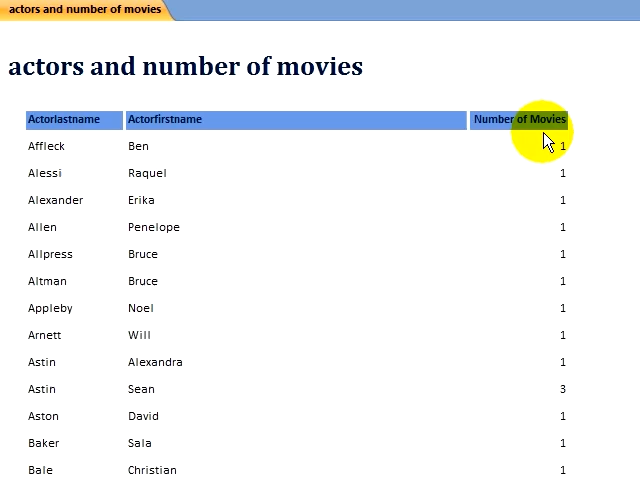 actors and number of movies
actors and number of movies
Actorlastname Actorfirstname Number of Movies
Affleck Ben 1
Alessi Raquel 1
Alexander Erika 1
Allen Penelope 1
Allpress Bruce 1
Altman Bruce 1
Appleby Noel 1
Arnett Will 1
Astin Alexandra 1
Astin Sean 3
Aston David 1
Baker Sala 1
Bale Christian 1